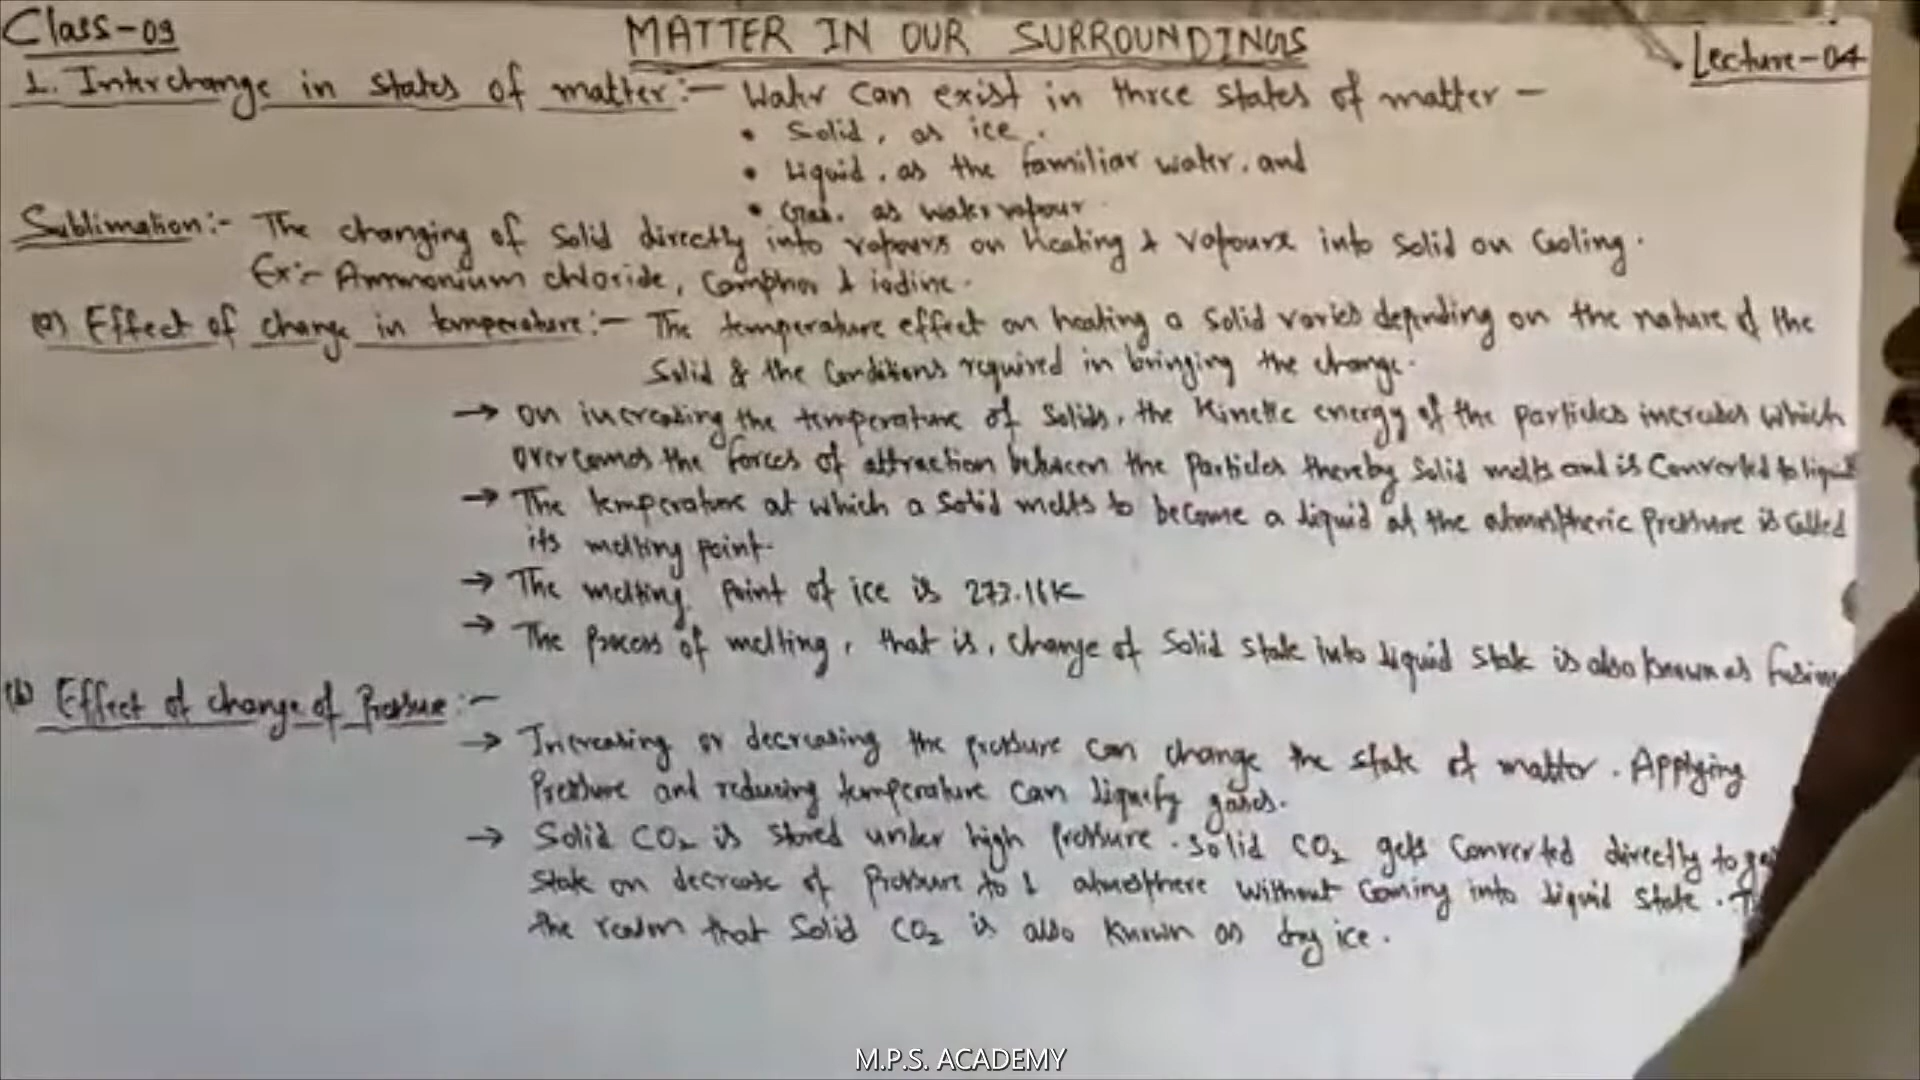 Class-09
MATTER IN OUR SURROUNDINGS
Lecture-04
1. Interchange in states of matter:- Water can exist in three states of matter -
• Solid, as ice.
• Liquid, as the familiar water, and
• Gas, as water vapour.
Sublimation:- The changing of Solid directly into vapours on Heating & vapours into solid on Cooling.
Ex:- Ammonium chloride, Camphor & iodine.
(a) Effect of change in temperature:- The temperature effect on heating a solid varies depending on the nature of the
Solid & the Conditions required in bringing the change.
→ On increasing the temperature of Solids, the Kinetic energy of the particles increases which
overcomes the forces of attraction between the Particles thereby Solid melts and is Converted to liquid
→ The temperature at which a Solid melts to become a liquid at the atmospheric Pressure is called
its melting point.
→ The melting point of ice is 273.16K
→ The Process of melting, that is, change of Solid state into liquid state is also known as fusion
(b) Effect of change of Pressure:-
→ Increasing or decreasing the pressure can change the state of matter. Applying
Pressure and reducing temperature can liquefy gases.
→ Solid CO₂ is stored under high Pressure. Solid CO₂ gets Converted directly to
state on decrease of Pressure to 1 atmosphere without Coming into liquid state.
the reason that Solid CO₂ is also known as dry ice.
M.P.S. ACADEMY